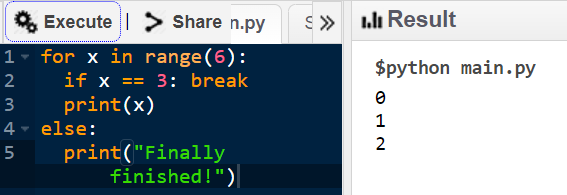 Execute | > Share n.py S »
1 for x in range(6):
2 if x == 3: break
3 print(x)
4 else:
5 print("Finally
finished!")
Result
$python main.py
0
1
2